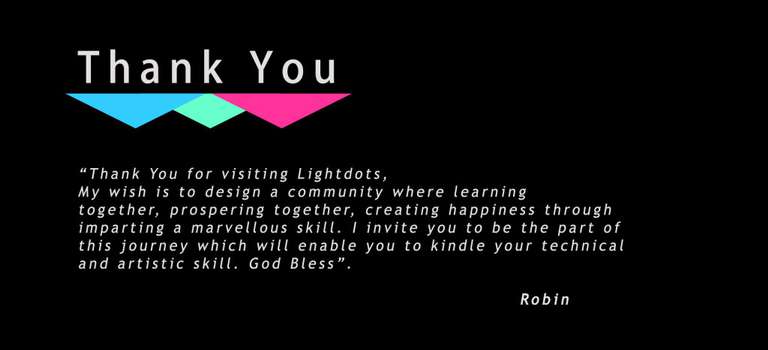 Thank You
“Thank You for visiting Lightdots,
My wish is to design a community where learning
together, prospering together, creating happiness through
imparting a marvellous skill. I invite you to be the part of
this journey which will enable you to kindle your technical
and artistic skill. God Bless”.
Robin